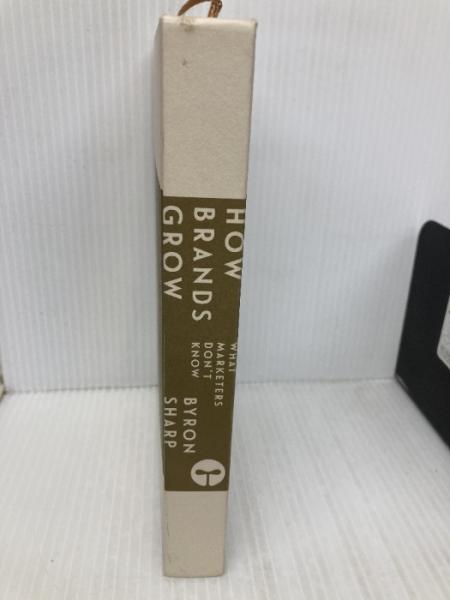 HOW
BRANDS
GROW
WHAT
MARKETERS
DON'T
KNOW
BYRON
SHARP